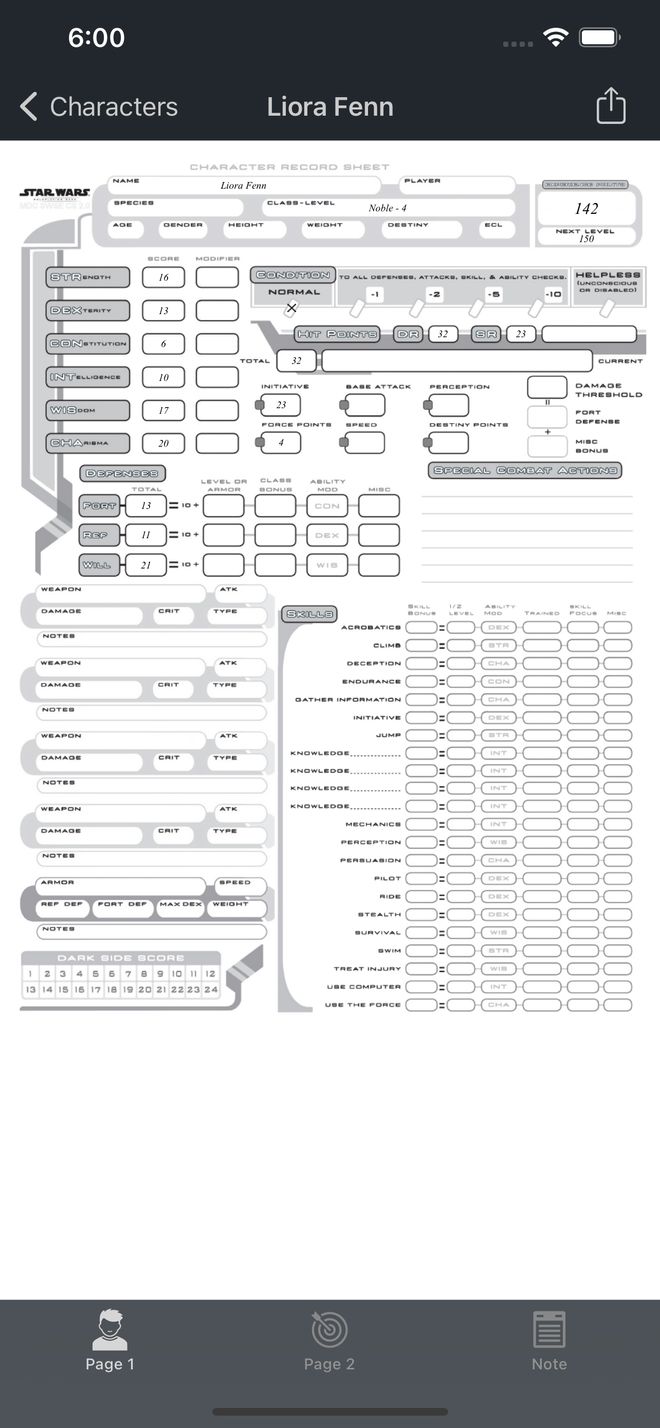 6:00
Characters
Liora Fenn
CHARACTER RECORD SHEET
STAR WARS
ROLEPLAYING GAME
NAME
Liora Fenn
PLAYER
SPECIES
CLASS-LEVEL
Noble - 4
AGE GENDER HEIGHT WEIGHT DESTINY ECL
EXPERIENCE POINTS
142
NEXT LEVEL
150
SCORE MODIFIER
STRENGTH 16
DEXTERITY 13
CONSTITUTION 6
INTELLIGENCE 10
WISDOM 17
CHARISMA 20
CONDITION TO ALL DEFENSES, ATTACKS, SKILL, & ABILITY CHECKS.
NORMAL -1 -2 -5 -10
HELPLESS
(UNCONSCIOUS
OR DISABLED)
HIT POINTS DR 32 SR 23
TOTAL 32 CURRENT
INITIATIVE BASE ATTACK PERCEPTION
23
FORCE POINTS SPEED DESTINY POINTS
4
DAMAGE
THRESHOLD
=
FORT
DEFENSE
+
MISC
BONUS
DEFENSES
TOTAL LEVEL OR ARMOR CLASS BONUS ABILITY MOD MISC
FORT 13 = 10 + CON
REF 11 = 10 + DEX
WILL 21 = 10 + WIS
SPECIAL COMBAT ACTIONS
WEAPON ATK
DAMAGE CRIT TYPE
NOTES
WEAPON ATK
DAMAGE CRIT TYPE
NOTES
WEAPON ATK
DAMAGE CRIT TYPE
NOTES
WEAPON ATK
DAMAGE CRIT TYPE
NOTES
ARMOR SPEED
REF DEF FORT DEF MAX DEX WEIGHT
NOTES
DARK SIDE SCORE
1 2 3 4 5 6 7 8 9 10 11 12
13 14 15 16 17 18 19 20 21 22 23 24
SKILLS
SKILL BONUS 1/2 LEVEL ABILITY MOD TRAINED SKILL FOCUS MISC
ACROBATICS = DEX
CLIMB = STR
DECEPTION = CHA
ENDURANCE = CON
GATHER INFORMATION = CHA
INITIATIVE = DEX
JUMP = STR
KNOWLEDGE............. = INT
KNOWLEDGE............. = INT
KNOWLEDGE............. = INT
KNOWLEDGE............. = INT
MECHANICS = INT
PERCEPTION = WIS
PERSUASION = CHA
PILOT = DEX
RIDE = DEX
STEALTH = DEX
SURVIVAL = WIS
SWIM = STR
TREAT INJURY = WIS
USE COMPUTER = INT
USE THE FORCE = CHA
Page 1
Page 2
Note